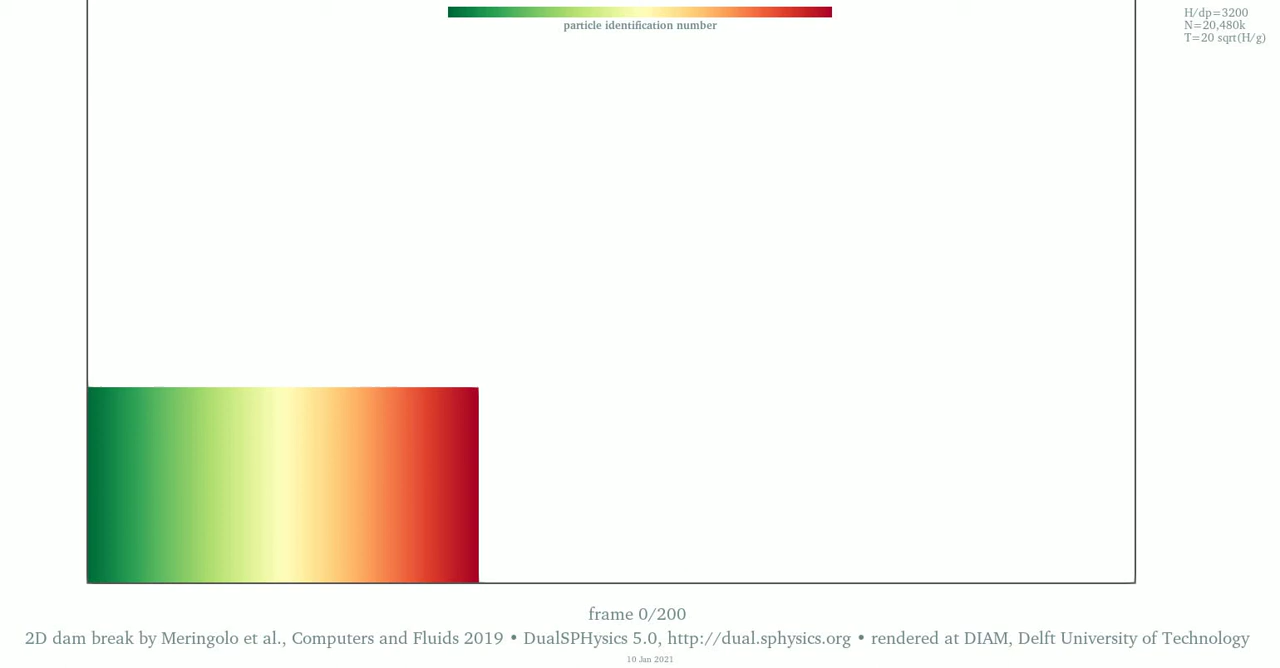 particle identification number
H/dp=3200
N=20,480k
T=20 sqrt(H/g)
frame 0/200
2D dam break by Meringolo et al., Computers and Fluids 2019 • DualSPHysics 5.0, http://dual.sphysics.org • rendered at DIAM, Delft University of Technology
10 Jan 2021